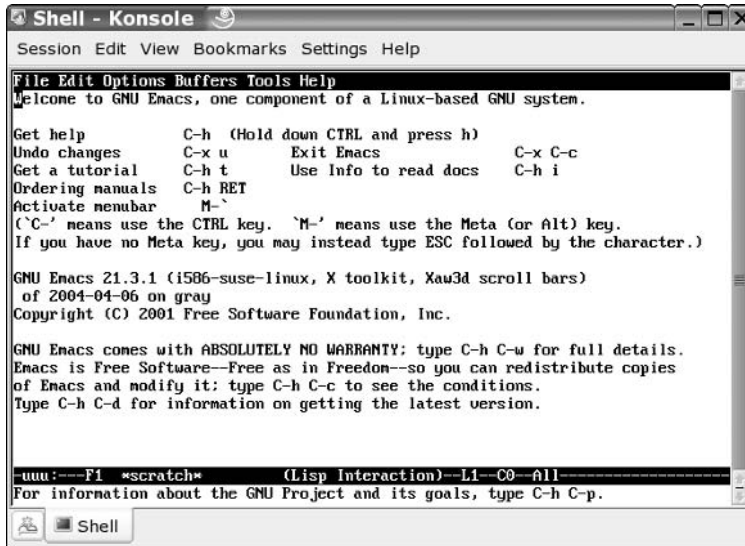 Shell - Konsole
Session Edit View Bookmarks Settings Help
File Edit Options Buffers Tools Help
Welcome to GNU Emacs, one component of a Linux-based GNU system.
Get help C-h (Hold down CTRL and press h)
Undo changes C-x u Exit Emacs C-x C-c
Get a tutorial C-h t Use Info to read docs C-h i
Ordering manuals C-h RET
Activate menubar M-`
(`C-' means use the CTRL key. `M-' means use the Meta (or Alt) key.
If you have no Meta key, you may instead type ESC followed by the character.)
GNU Emacs 21.3.1 (i586-suse-linux, X toolkit, Xaw3d scroll bars)
of 2004-04-06 on gray
Copyright (C) 2001 Free Software Foundation, Inc.
GNU Emacs comes with ABSOLUTELY NO WARRANTY; type C-h C-w for full details.
Emacs is Free Software--Free as in Freedom--so you can redistribute copies
of Emacs and modify it; type C-h C-c to see the conditions.
Type C-h C-d for information on getting the latest version.
-uuu:---F1 *scratch* (Lisp Interaction)--L1--C0--All--------------------
For information about the GNU Project and its goals, type C-h C-p.
Shell